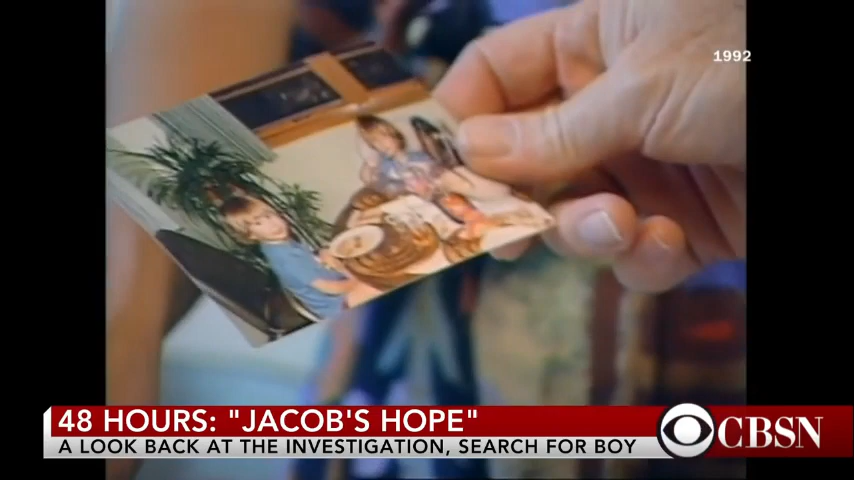 1992
48 HOURS: "JACOB'S HOPE"
A LOOK BACK AT THE INVESTIGATION, SEARCH FOR BOY
CBSN